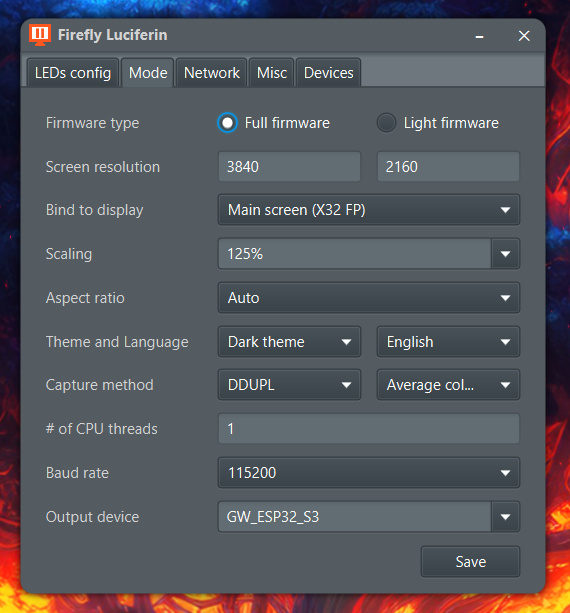 Firefly Luciferin
LEDs config Mode Network Misc Devices
Firmware type Full firmware Light firmware
Screen resolution 3840 2160
Bind to display Main screen (X32 FP)
Scaling 125%
Aspect ratio Auto
Theme and Language Dark theme English
Capture method DDUPL Average col...
# of CPU threads 1
Baud rate 115200
Output device GW_ESP32_S3
Save